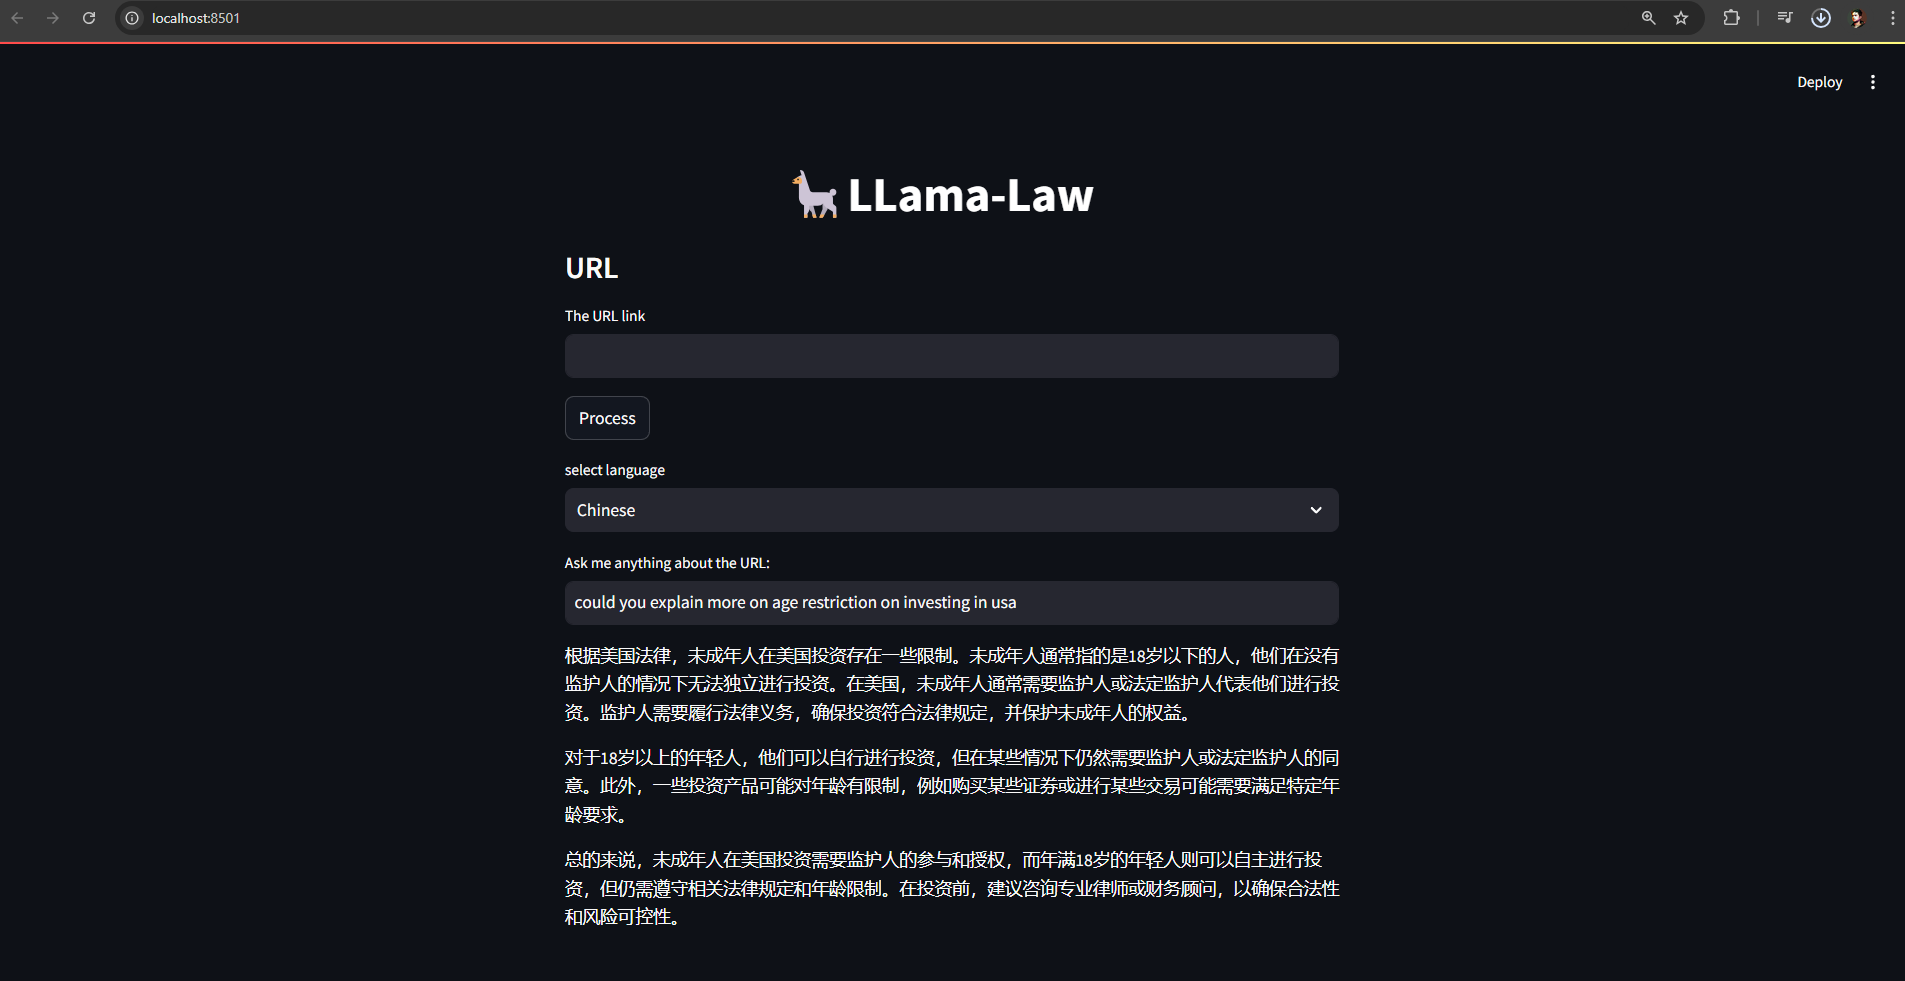 localhost:8501
Deploy
LLama-Law
URL
The URL link
Process
select language
Chinese
Ask me anything about the URL:
could you explain more on age restriction on investing in usa
根据美国法律，未成年人在美国投资存在一些限制。未成年人通常指的是18岁以下的人，他们在没有
监护人的情况下无法独立进行投资。在美国，未成年人通常需要监护人或法定监护人代表他们进行投
资。监护人需要履行法律义务，确保投资符合法律规定，并保护未成年人的权益。
对于18岁以上的年轻人，他们可以自行进行投资，但在某些情况下仍然需要监护人或法定监护人的同
意。此外，一些投资产品可能对年龄有限制，例如购买某些证券或进行某些交易可能需要满足特定年
龄要求。
总的来说，未成年人在美国投资需要监护人的参与和授权，而年满18岁的年轻人则可以自主进行投
资，但仍需遵守相关法律规定和年龄限制。在投资前，建议咨询专业律师或财务顾问，以确保合法性
和风险可控性。